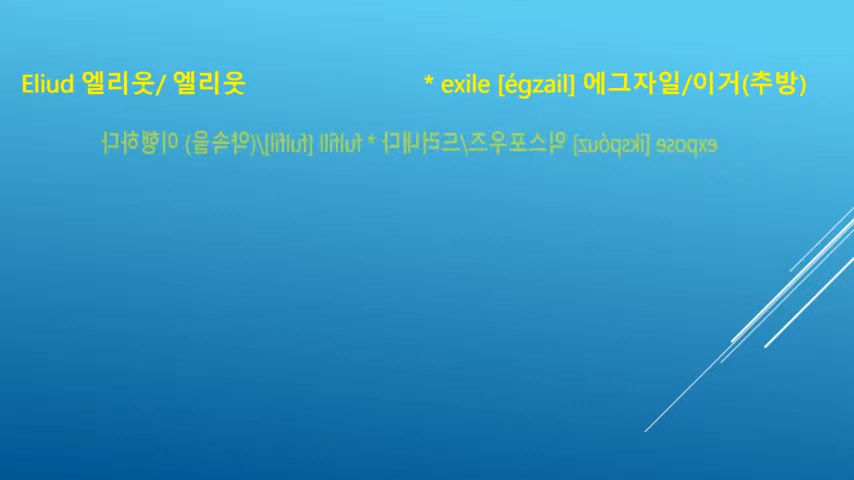 Eliud 엘리웃/ 엘리웃 * exile [égzail] 에그자일/이거(추방)
expose [ikspóuz] 익스포우즈/드러내다 * fulfill [fulfil]/(약속을) 이행하다